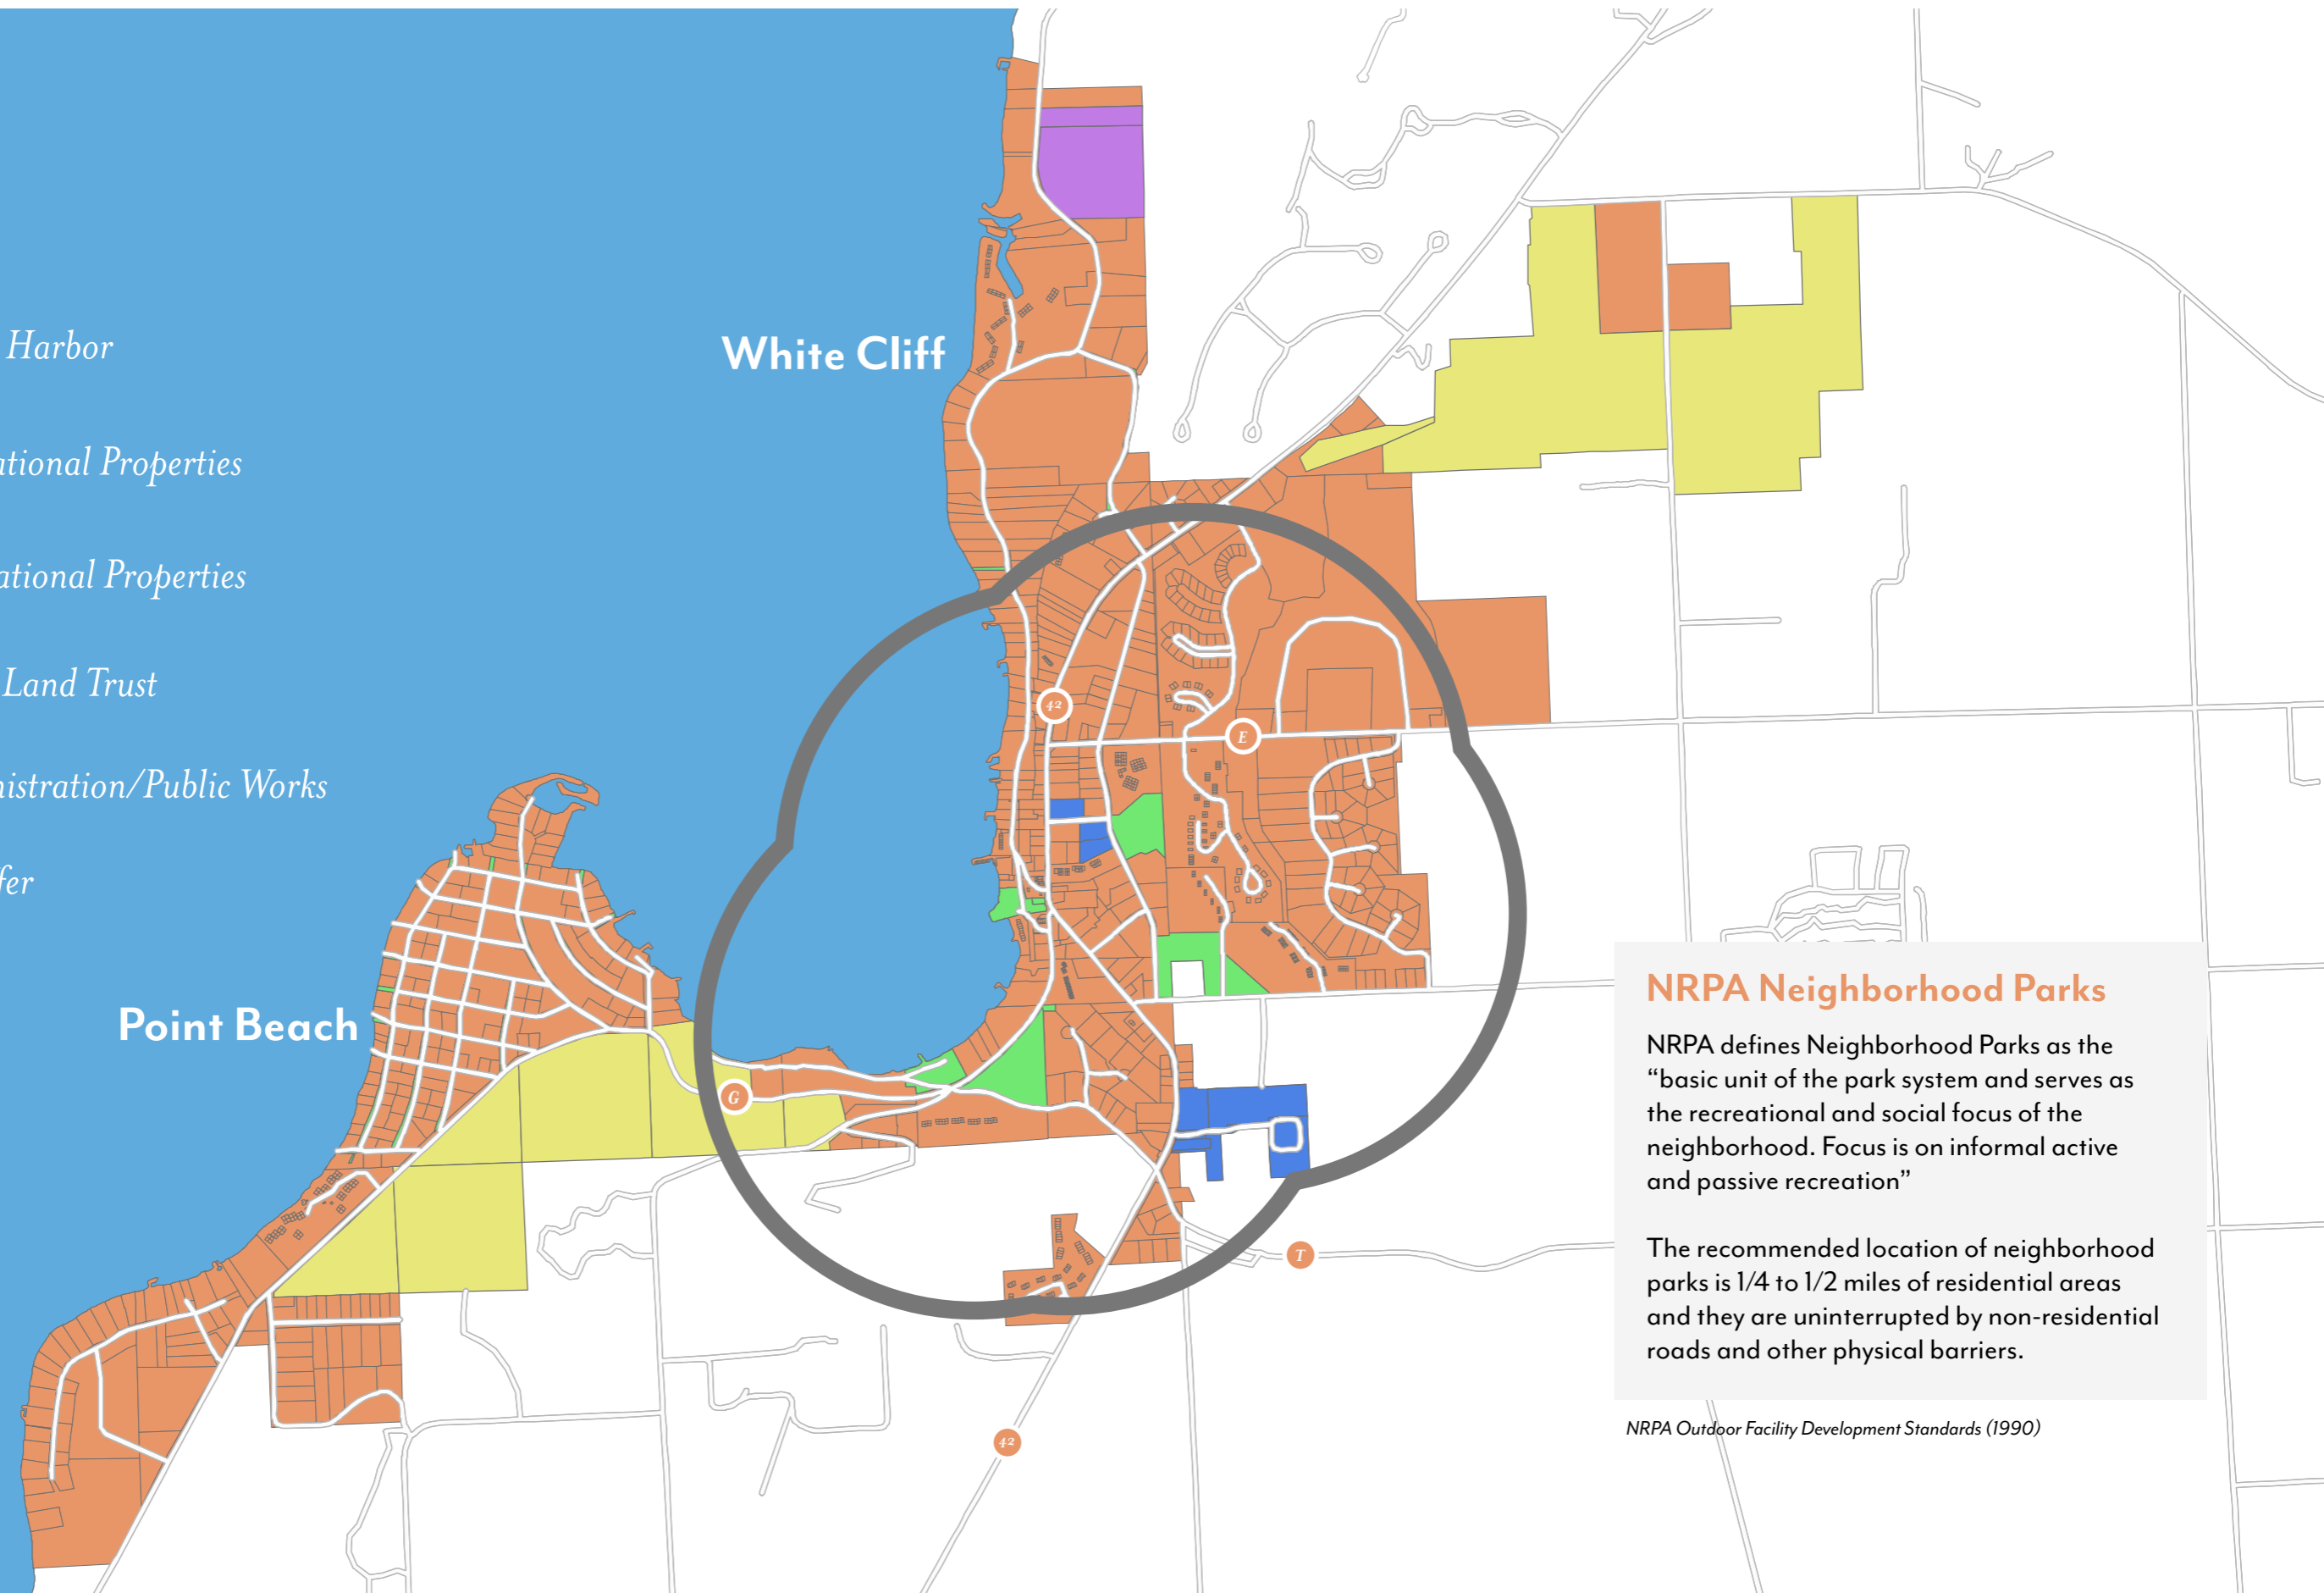 Harbor
White Cliff
ational Properties
ational Properties
Land Trust
42
E
nistration/Public Works
fer
Point Beach
G
T
42
NRPA Neighborhood Parks
NRPA defines Neighborhood Parks as the
“basic unit of the park system and serves as
the recreational and social focus of the
neighborhood. Focus is on informal active
and passive recreation”
The recommended location of neighborhood
parks is 1/4 to 1/2 miles of residential areas
and they are uninterrupted by non-residential
roads and other physical barriers.
NRPA Outdoor Facility Development Standards (1990)